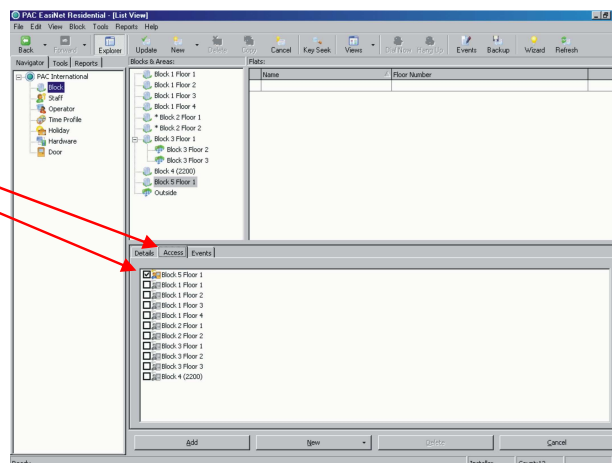 PAC EasiNet Residential - [List View]
File Edit View Block Tools Reports Help
Back Forward Explorer Update New Delete Copy Cancel Key Seek Views Dial Now Hang Up Events Backup Wizard Refresh
Navigator Tools Reports
PAC International
Block
Staff
Operator
Time Profile
Holiday
Hardware
Door
Blocks & Areas:
Block 1 Floor 1
Block 1 Floor 2
Block 1 Floor 3
Block 1 Floor 4
* Block 2 Floor 1
* Block 2 Floor 2
Block 3 Floor 1
Block 3 Floor 2
Block 3 Floor 3
Block 4 (2200)
Block 5 Floor 1
Outside
Flats:
Name Floor Number
Details Access Events
Block 5 Floor 1
Block 1 Floor 1
Block 1 Floor 2
Block 1 Floor 3
Block 1 Floor 4
Block 2 Floor 1
Block 2 Floor 2
Block 3 Floor 1
Block 3 Floor 2
Block 3 Floor 3
Block 4 (2200)
Add New Delete Cancel
Ready Installer